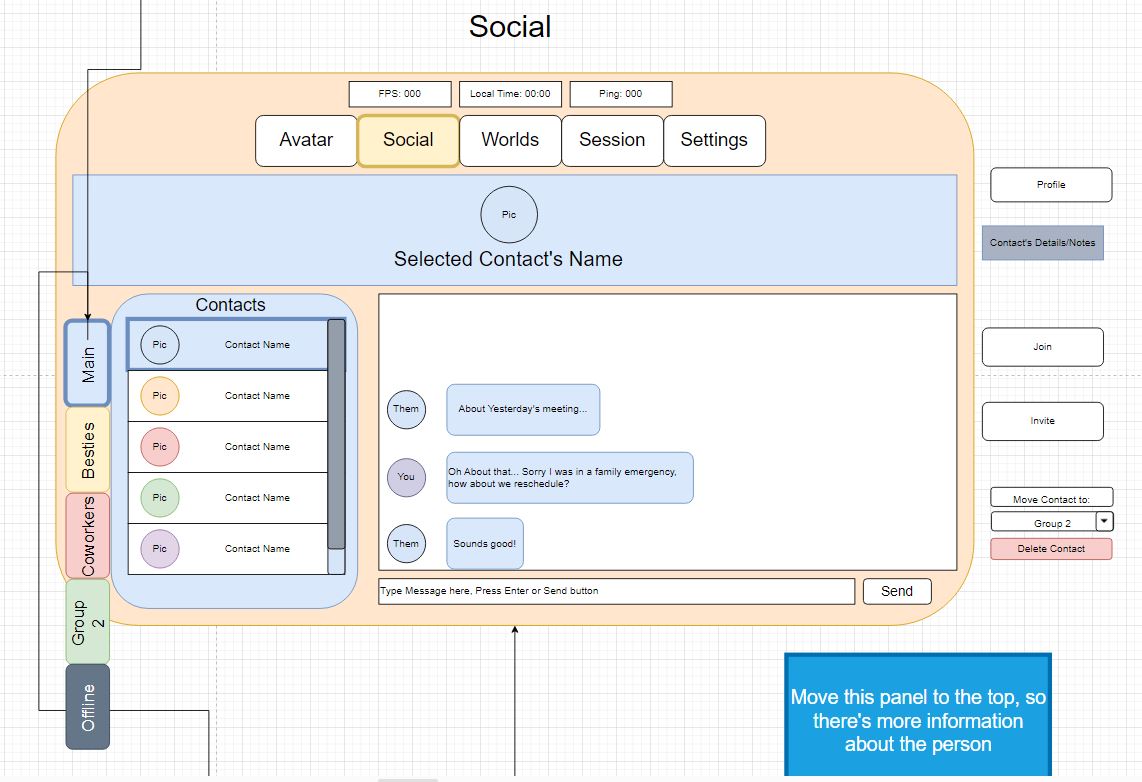 Social
FPS: 000
Local Time: 00:00
Ping: 000
Avatar
Social
Worlds
Session
Settings
Pic
Selected Contact's Name
Profile
Contact's Details/Notes
Join
Invite
Move Contact to:
Group 2
Delete Contact
Main
Besties
Coworkers
Group
2
Offline
Contacts
Pic
Contact Name
Pic
Contact Name
Pic
Contact Name
Pic
Contact Name
Pic
Contact Name
Them
About Yesterday's meeting...
You
Oh About that... Sorry I was in a family emergency,
how about we reschedule?
Them
Sounds good!
Type Message here, Press Enter or Send button
Send
Move this panel to the top, so
there's more information
about the person